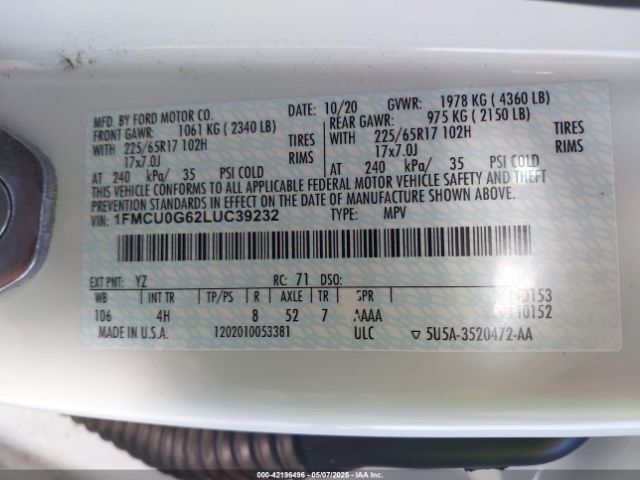 MFD. BY FORD MOTOR CO.
DATE: 10/20 GVWR: 1978 KG ( 4360 LB)
FRONT GAWR: 1061 KG ( 2340 LB)
REAR GAWR: 975 KG ( 2150 LB)
WITH 225/65R17 102H TIRES
WITH 225/65R17 102H TIRES
17x7.0J RIMS
17x7.0J RIMS
AT 240 kPa/ 35 PSI COLD
AT 240 kPa/ 35 PSI COLD
THIS VEHICLE CONFORMS TO ALL APPLICABLE FEDERAL MOTOR VEHICLE SAFETY AND THEFT
PREVENTION STANDARDS IN EFFECT ON THE DATE OF MANUFACTURE SHOWN ABOVE.
VIN: 1FMCU0G62LUC39232 TYPE: MPV
EXT PNT: YZ RC: 71 DSO:
WB INT TR TP/PS R AXLE TR SPR
106 4H 8 52 7 AAAA
MADE IN U.S.A. 1202010053381 ULC ▽ 5U5A-3520472-AA
00-42196496 - 05/07/2025 - IAAI.CA